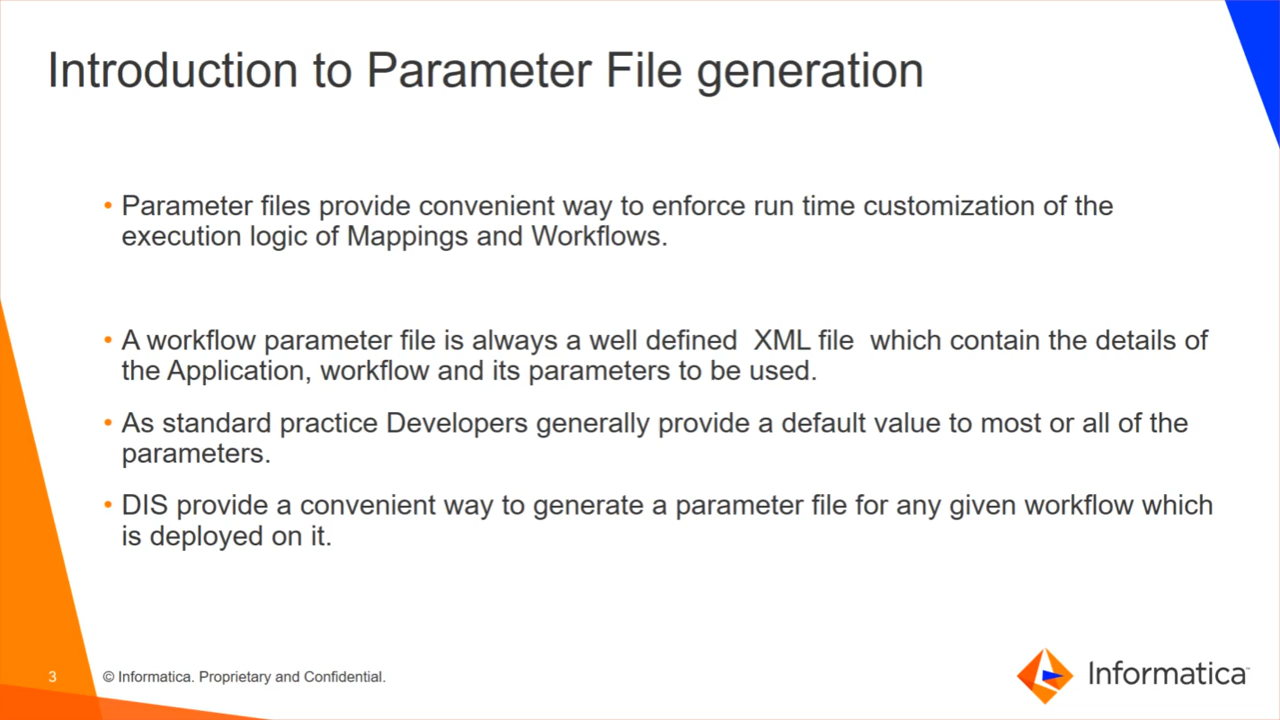 Introduction to Parameter File generation
• Parameter files provide convenient way to enforce run time customization of the
execution logic of Mappings and Workflows.
• A workflow parameter file is always a well defined  XML file  which contain the details of
the Application, workflow and its parameters to be used.
• As standard practice Developers generally provide a default value to most or all of the
parameters.
• DIS provide a convenient way to generate a parameter file for any given workflow which
is deployed on it.
3
© Informatica. Proprietary and Confidential.
Informatica™